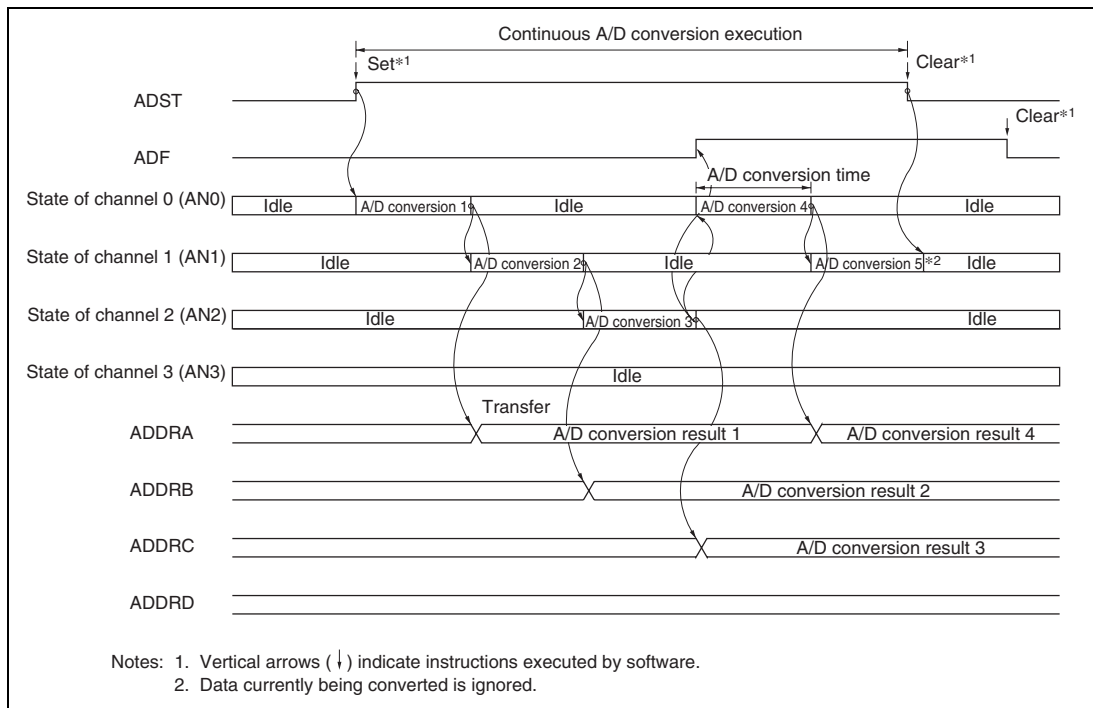 Continuous A/D conversion execution
Set*1
Clear*1
ADST
Clear*1
ADF
A/D conversion time
State of channel 0 (AN0)
Idle
A/D conversion 1
Idle
A/D conversion 4
Idle
State of channel 1 (AN1)
Idle
A/D conversion 2
Idle
A/D conversion 5
*2
Idle
State of channel 2 (AN2)
Idle
A/D conversion 3
Idle
State of channel 3 (AN3)
Idle
Transfer
ADDRA
A/D conversion result 1
A/D conversion result 4
ADDRB
A/D conversion result 2
ADDRC
A/D conversion result 3
ADDRD
Notes: 1. Vertical arrows (↓) indicate instructions executed by software.
2. Data currently being converted is ignored.